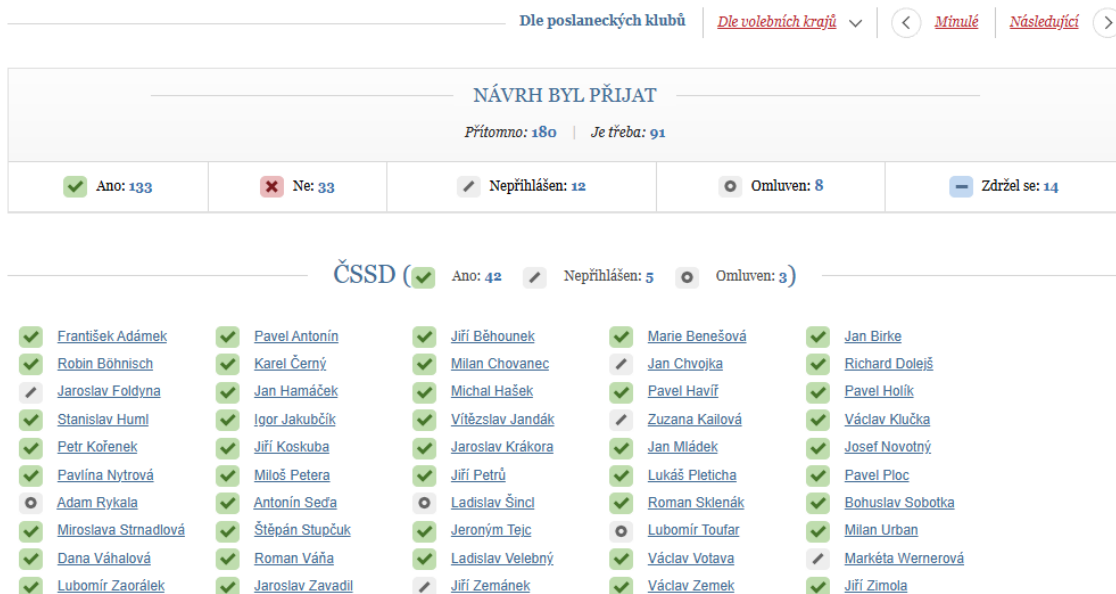 Dle poslaneckých klubů Dle volebních krajů Minulé Následující
NÁVRH BYL PŘIJAT
Přítomno: 180 | Je třeba: 91
Ano: 133 Ne: 33 Nepřihlášen: 12 Omluven: 8 Zdržel se: 14
ČSSD ( Ano: 42 Nepřihlášen: 5 Omluven: 3)
František Adámek Pavel Antonín Jiří Běhounek Marie Benešová Jan Birke
Robin Böhnisch Karel Černý Milan Chovanec Jan Chvojka Richard Dolejš
Jaroslav Foldyna Jan Hamáček Michal Hašek Pavel Havíř Pavel Holík
Stanislav Huml Igor Jakubčík Vítězslav Jandák Zuzana Kailová Václav Klučka
Petr Kořenek Jiří Koskuba Jaroslav Krákora Jan Mládek Josef Novotný
Pavlína Nytrová Miloš Petera Jiří Petrů Lukáš Pleticha Pavel Ploc
Adam Rykala Antonín Seďa Ladislav Šincl Roman Sklenák Bohuslav Sobotka
Miroslava Strnadlová Štěpán Stupčuk Jeroným Tejc Lubomír Toufar Milan Urban
Dana Váhalová Roman Váňa Ladislav Velebný Václav Votava Markéta Wernerová
Lubomír Zaorálek Jaroslav Zavadil Jiří Zemánek Václav Zemek Jiří Zimola